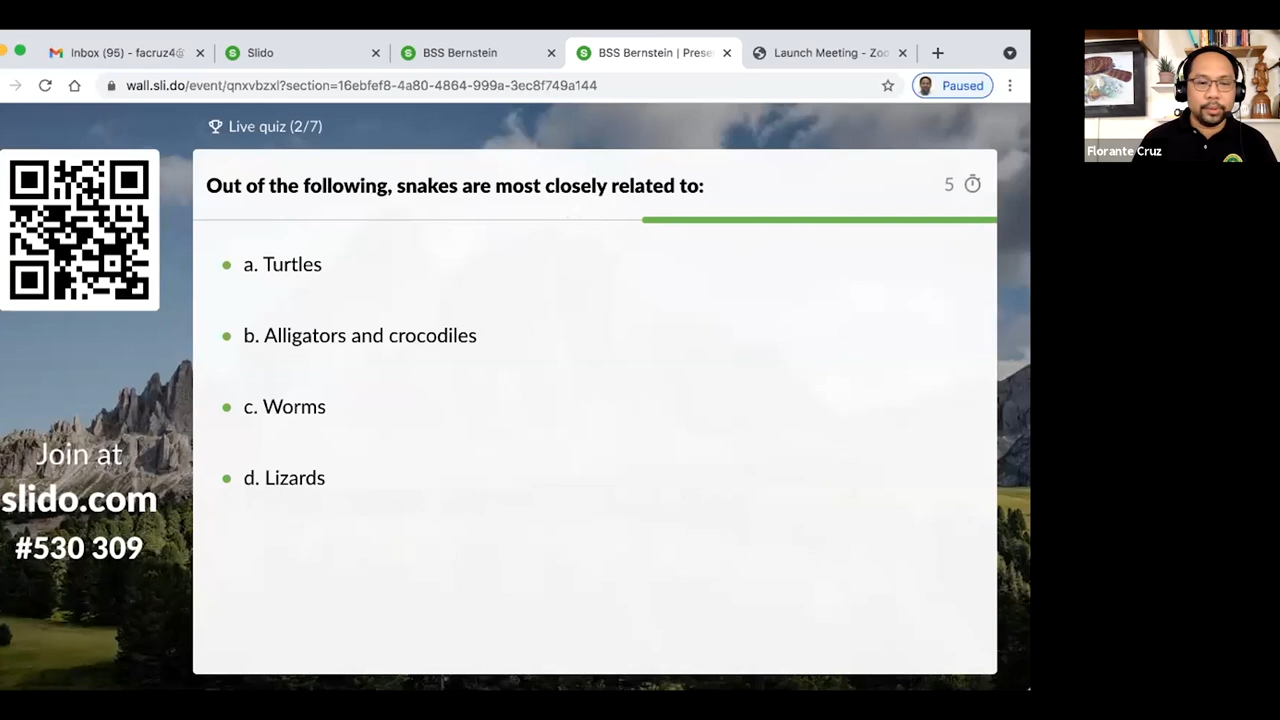 Inbox (95) - facruz4@
Slido
BSS Bernstein
BSS Bernstein | Prese
Launch Meeting - Zoo
wall.sli.do/event/qnxvbzxl?section=16ebfef8-4a80-4864-999a-3ec8f749a144
Paused
Live quiz (2/7)
Out of the following, snakes are most closely related to:
5
a. Turtles
b. Alligators and crocodiles
c. Worms
d. Lizards
Join at
slido.com
#530 309
Florante Cruz